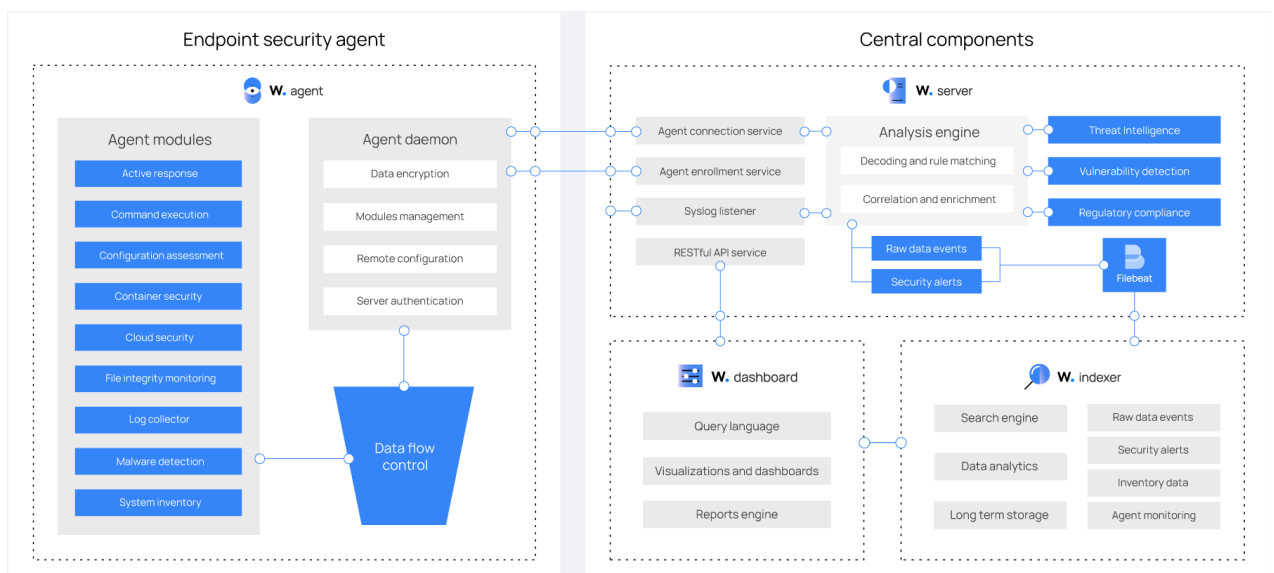 Endpoint security agent
W. agent
Agent modules
Active response
Command execution
Configuration assessment
Container security
Cloud security
File integrity monitoring
Log collector
Malware detection
System inventory
Agent daemon
Data encryption
Modules management
Remote configuration
Server authentication
Data flow
control
Central components
W. server
Agent connection service
Agent enrollment service
Syslog listener
RESTful API service
Analysis engine
Decoding and rule matching
Correlation and enrichment
Threat Intelligence
Vulnerability detection
Regulatory compliance
Raw data events
Security alerts
Filebeat
W. dashboard
Query language
Visualizations and dashboards
Reports engine
W. indexer
Search engine
Data analytics
Long term storage
Raw data events
Security alerts
Inventory data
Agent monitoring